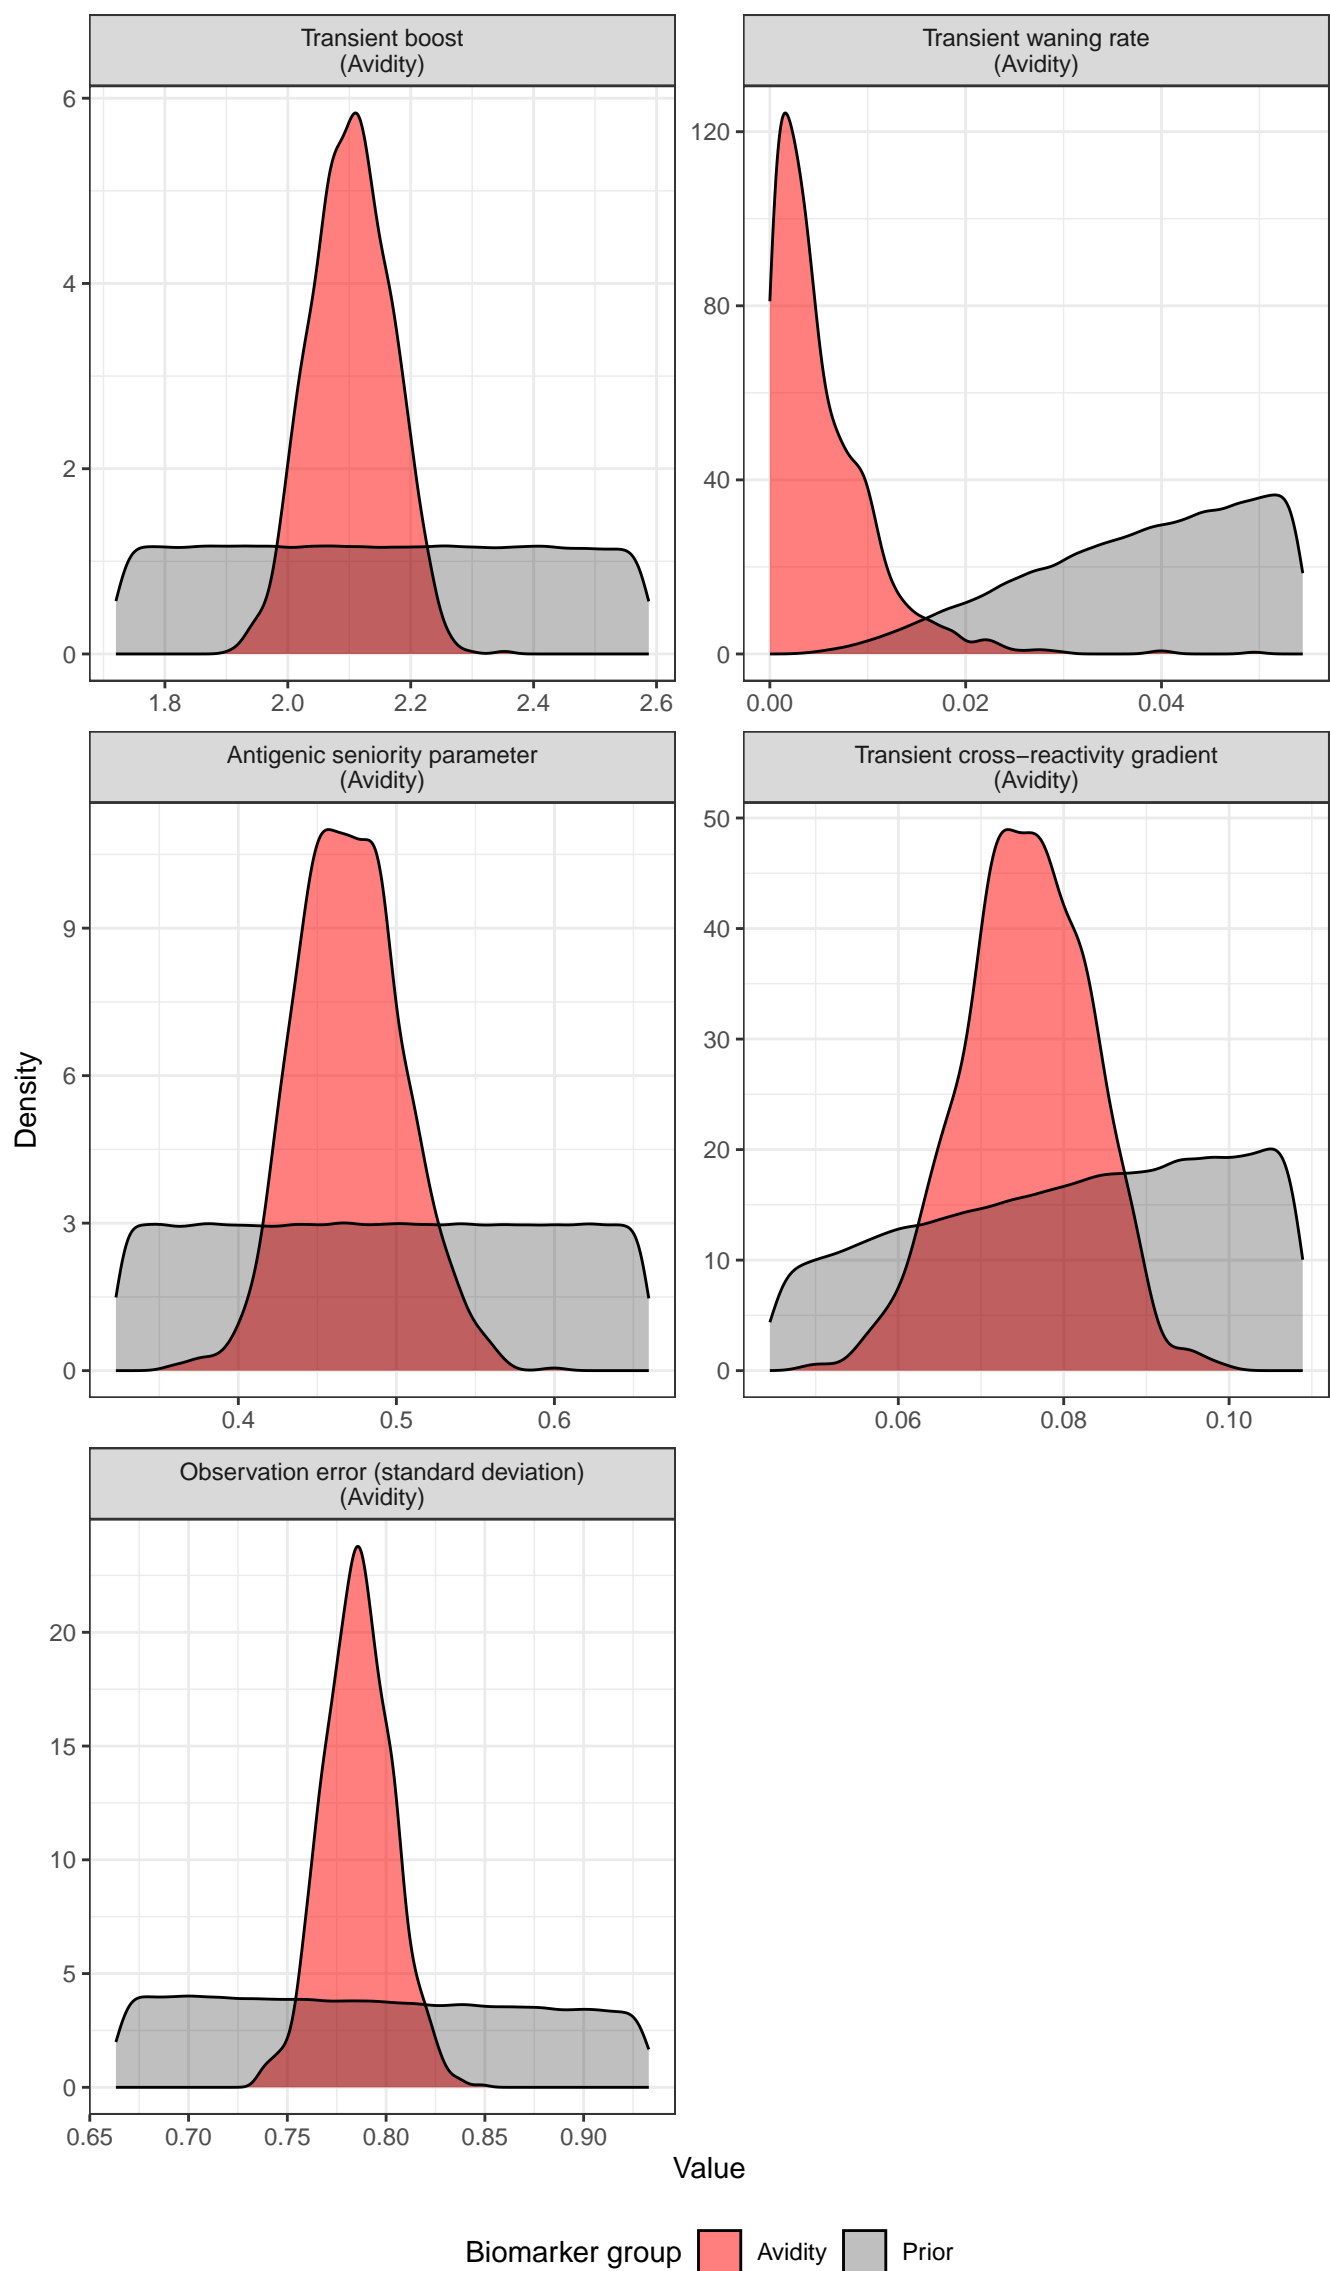 Transient boost
(Avidity)
Transient waning rate
(Avidity)
6
4
2
0
1.8 2.0 2.2 2.4 2.6
120
80
40
0
0.00 0.02 0.04
Antigenic seniority parameter
(Avidity)
Transient cross−reactivity gradient
(Avidity)
9
6
3
0
0.4 0.5 0.6
50
40
30
20
10
0
0.06 0.08 0.10
Observation error (standard deviation)
(Avidity)
20
15
10
5
0
0.65 0.70 0.75 0.80 0.85 0.90
Density
Value
Biomarker group Avidity Prior